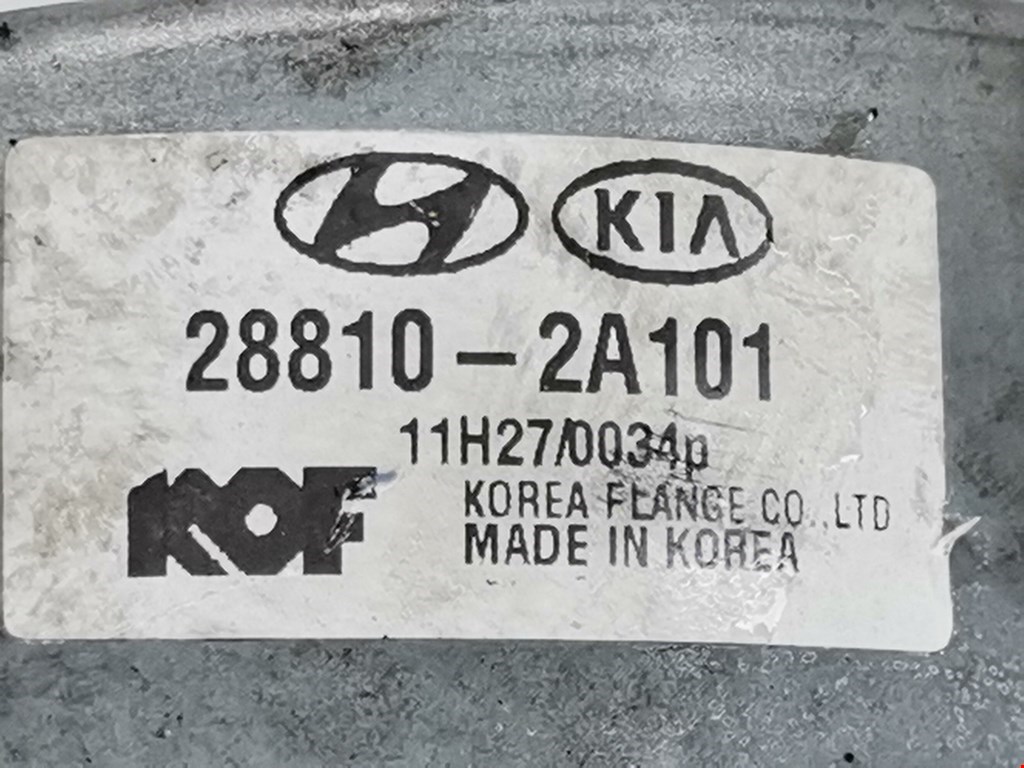 KIA
28810-2A101
11H27/0034p
KOF
KOREA FLANGE CO.,LTD
MADE IN KOREA